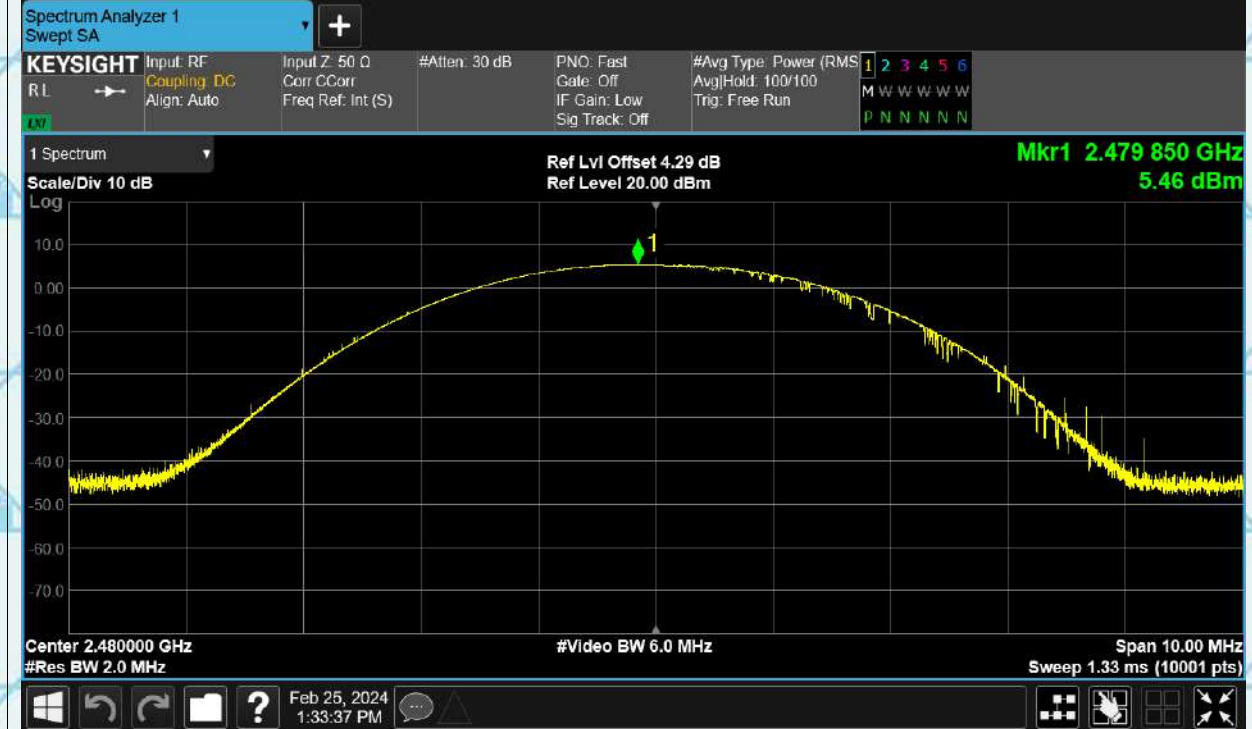 Spectrum Analyzer 1
Swept SA
+
KEYSIGHT
RL
LXI
Input: RF
Coupling: DC
Align: Auto
Input Z: 50 Ω
Corr CCorr
Freq Ref: Int (S)
#Atten: 30 dB
PNO: Fast
Gate: Off
IF Gain: Low
Sig Track: Off
#Avg Type: Power (RMS
Avg|Hold: 100/100
Trig: Free Run
1 2 3 4 5 6
M W W W W W
P N N N N N
1 Spectrum
Scale/Div 10 dB
Log
Ref Lvl Offset 4.29 dB
Ref Level 20.00 dBm
Mkr1 2.479 850 GHz
5.46 dBm
1
10.0
0.00
-10.0
-20.0
-30.0
-40.0
-50.0
-60.0
-70.0
Center 2.480000 GHz
#Res BW 2.0 MHz
#Video BW 6.0 MHz
Span 10.00 MHz
Sweep 1.33 ms (10001 pts)
?
Feb 25, 2024
1:33:37 PM